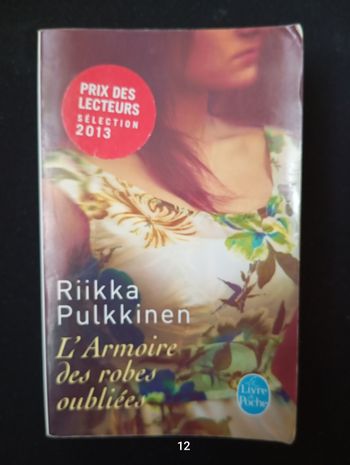 PRIX DES
LECTEURS
SÉLECTION
2013
Riikka
Pulkkinen
L'Armoire
des robes
oubliées
Le
Livre
de
Poche
12